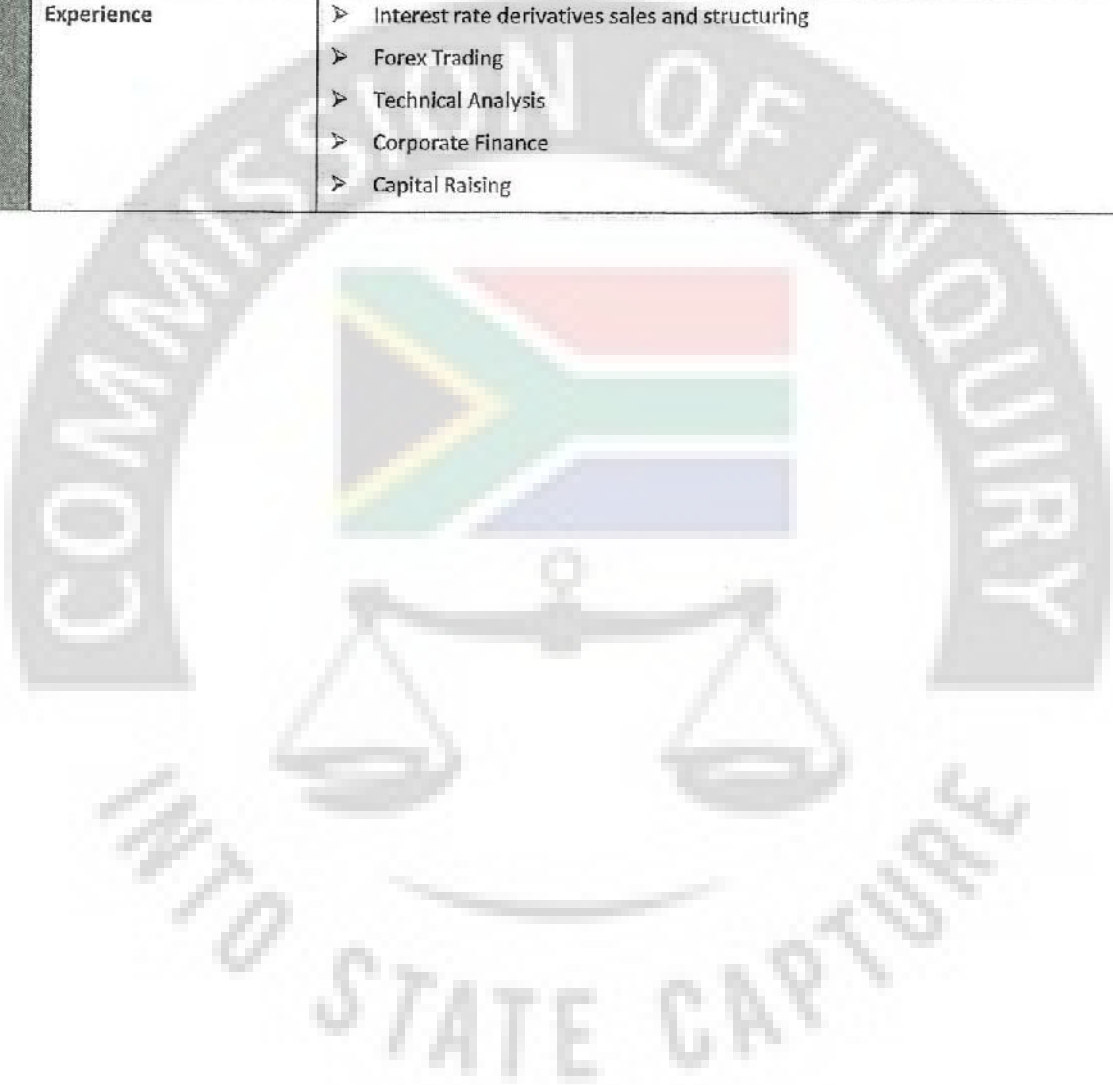 Experience
➢ Interest rate derivatives sales and structuring
➢ Forex Trading
➢ Technical Analysis
➢ Corporate Finance
➢ Capital Raising
COMMISSION OF INQUIRY
INTO STATE CAPTURE